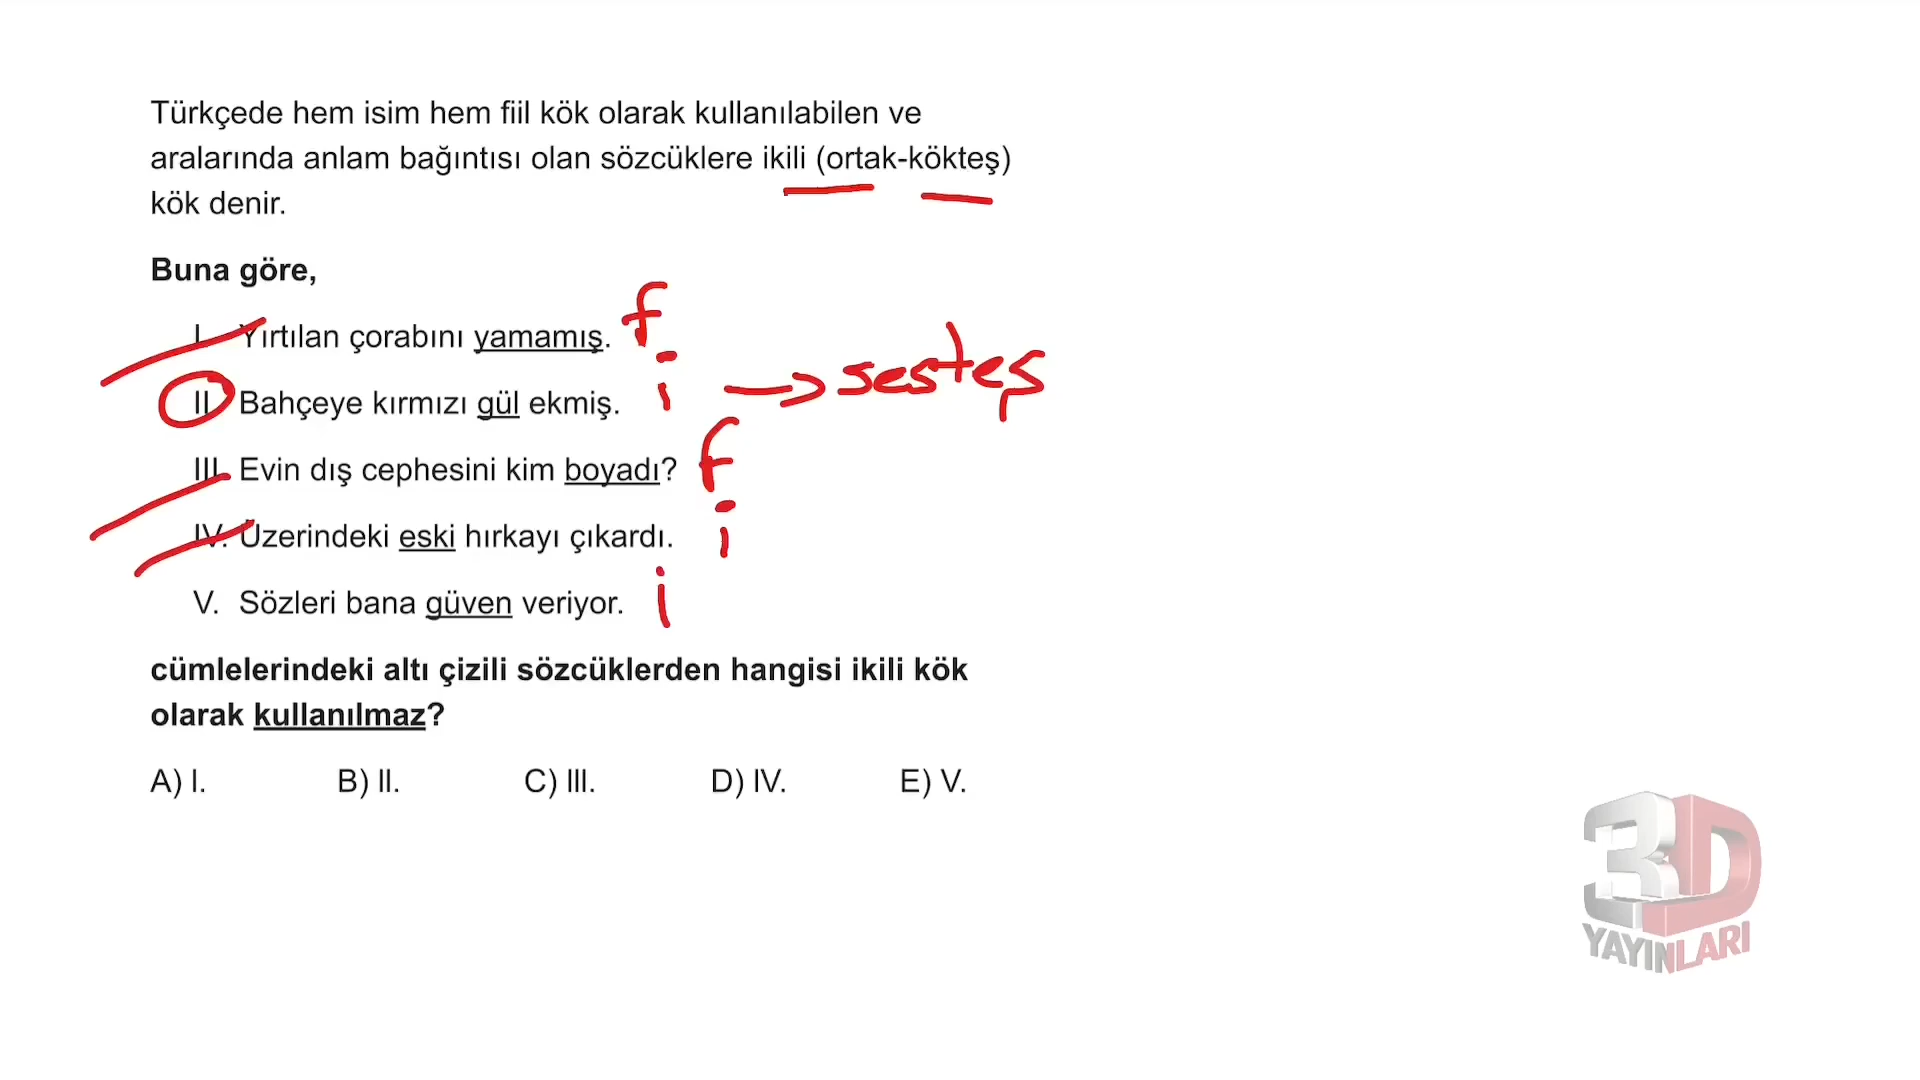 Türkçede hem isim hem fiil kök olarak kullanılabilen ve
aralarında anlam bağıntısı olan sözcüklere ikili (ortak-kökteş)
kök denir.
Buna göre,
I. Yırtılan çorabını yamamış. f
II. Bahçeye kırmızı gül ekmiş. i → sesteş
III. Evin dış cephesini kim boyadı? f
IV. Üzerindeki eski hırkayı çıkardı. i
V. Sözleri bana güven veriyor. i
cümlelerindeki altı çizili sözcüklerden hangisi ikili kök
olarak kullanılmaz?
A) I. B) II. C) III. D) IV. E) V.
3D
YAYINLARI